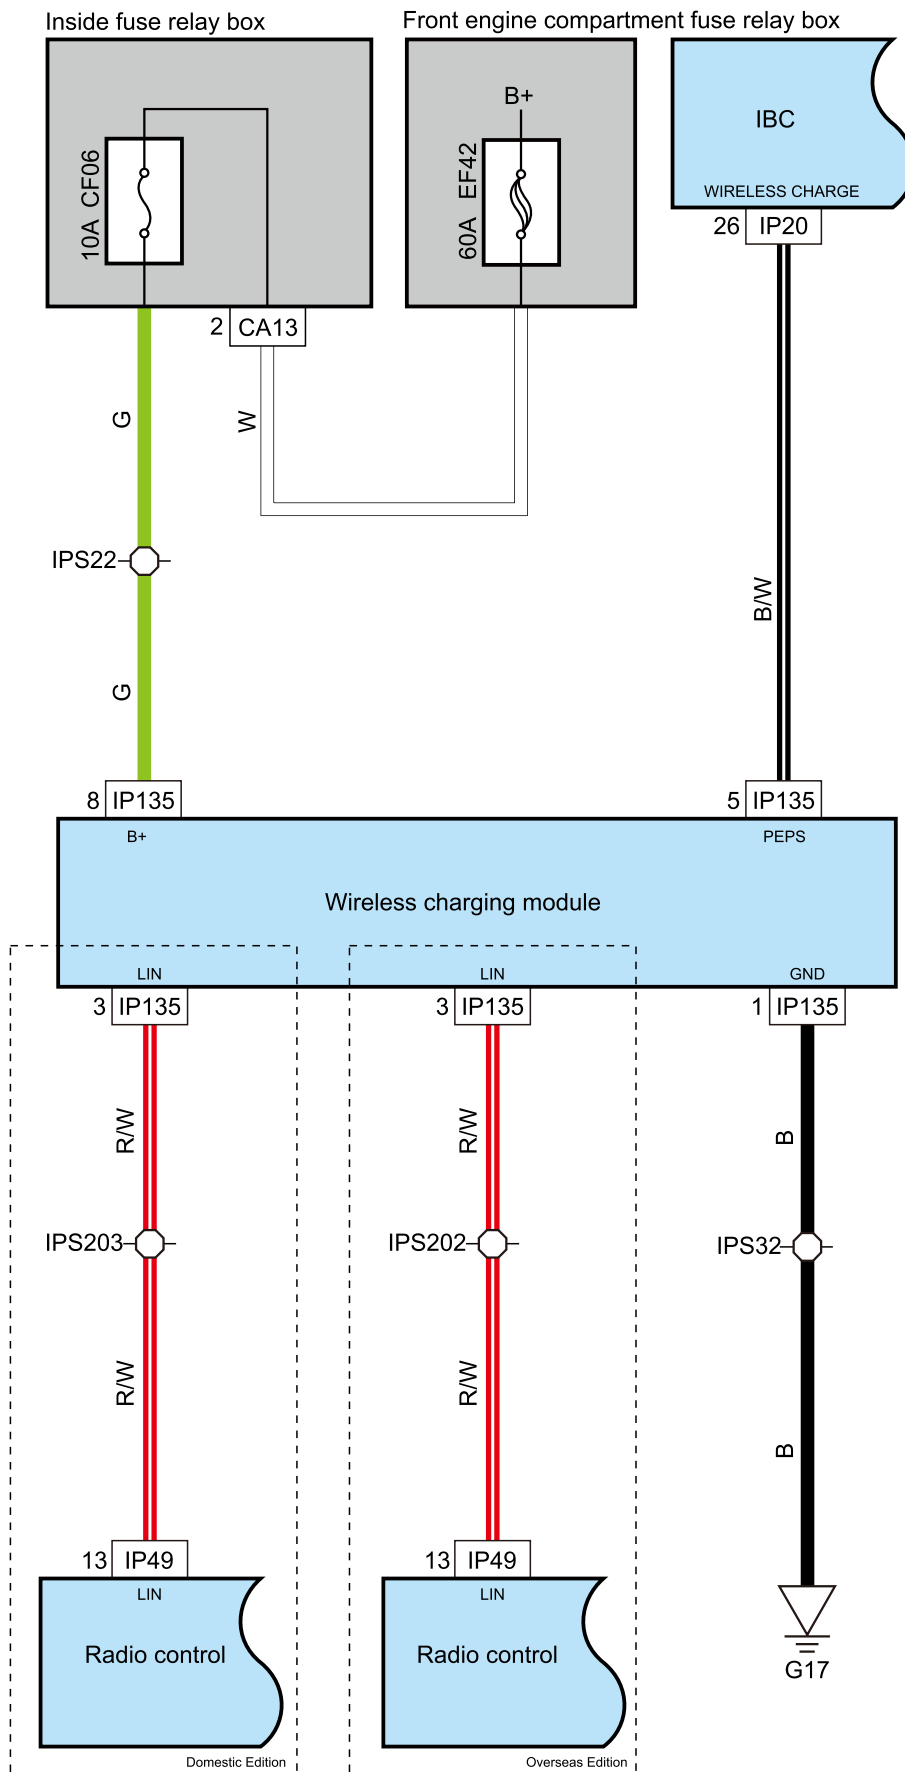 Inside fuse relay box
Front engine compartment fuse relay box
B+
10A CF06
60A EF42
IBC
WIRELESS CHARGE
26 IP20
2 CA13
G
W
IPS22
B/W
G
8 IP135
5 IP135
B+
PEPS
Wireless charging module
LIN
LIN
GND
3 IP135
3 IP135
1 IP135
R/W
R/W
B
IPS203
IPS202
IPS32
R/W
R/W
B
13 IP49
13 IP49
LIN
LIN
Radio control
Radio control
G17
Domestic Edition
Overseas Edition